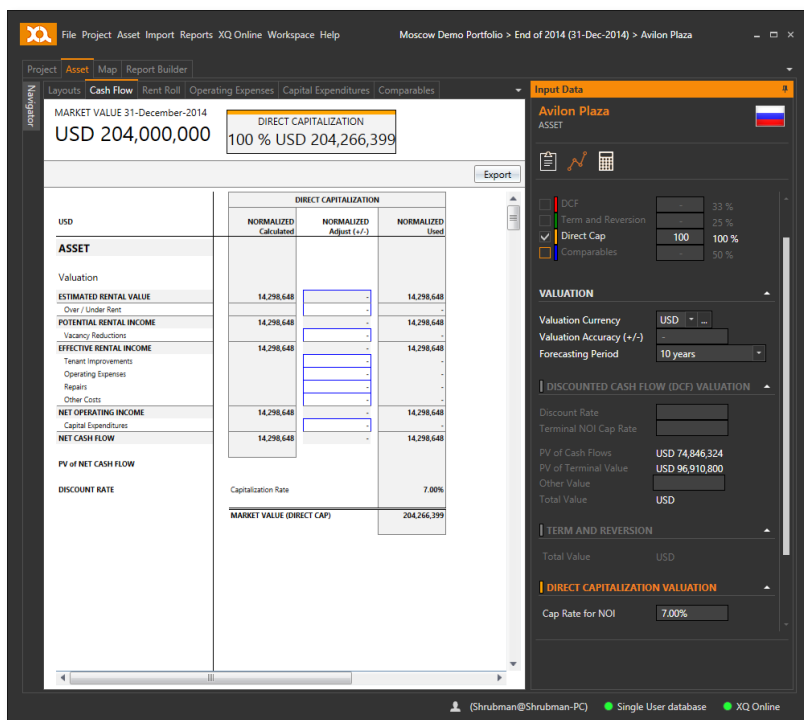 XQ File Project Asset Import Reports XQ Online Workspace Help Moscow Demo Portfolio > End of 2014 (31-Dec-2014) > Avilon Plaza
Project Asset Map Report Builder
Navigator
Layouts Cash Flow Rent Roll Operating Expenses Capital Expenditures Comparables
MARKET VALUE 31-December-2014
USD 204,000,000
DIRECT CAPITALIZATION
100 % USD 204,266,399
Export
DIRECT CAPITALIZATION
USD NORMALIZED NORMALIZED NORMALIZED
Calculated Adjust (+/-) Used
ASSET
Valuation
ESTIMATED RENTAL VALUE 14,298,648 - 14,298,648
Over / Under Rent - -
POTENTIAL RENTAL INCOME 14,298,648 - 14,298,648
Vacancy Reductions - -
EFFECTIVE RENTAL INCOME 14,298,648 - 14,298,648
Tenant Improvements - -
Operating Expenses - -
Repairs - -
Other Costs - -
NET OPERATING INCOME 14,298,648 - 14,298,648
Capital Expenditures - -
NET CASH FLOW 14,298,648 - 14,298,648
PV of NET CASH FLOW
DISCOUNT RATE Capitalization Rate 7.00%
MARKET VALUE (DIRECT CAP) 204,266,399
Input Data
Avilon Plaza
ASSET
DCF - 33 %
Term and Reversion - 25 %
Direct Cap 100 100 %
Comparables - 50 %
VALUATION
Valuation Currency USD ...
Valuation Accuracy (+/-) -
Forecasting Period 10 years
DISCOUNTED CASH FLOW (DCF) VALUATION
Discount Rate
Terminal NOI Cap Rate
PV of Cash Flows USD 74,846,324
PV of Terminal Value USD 96,910,800
Other Value
Total Value USD
TERM AND REVERSION
Total Value USD
DIRECT CAPITALIZATION VALUATION
Cap Rate for NOI 7.00%
(Shrubman@Shrubman-PC) Single User database XQ Online